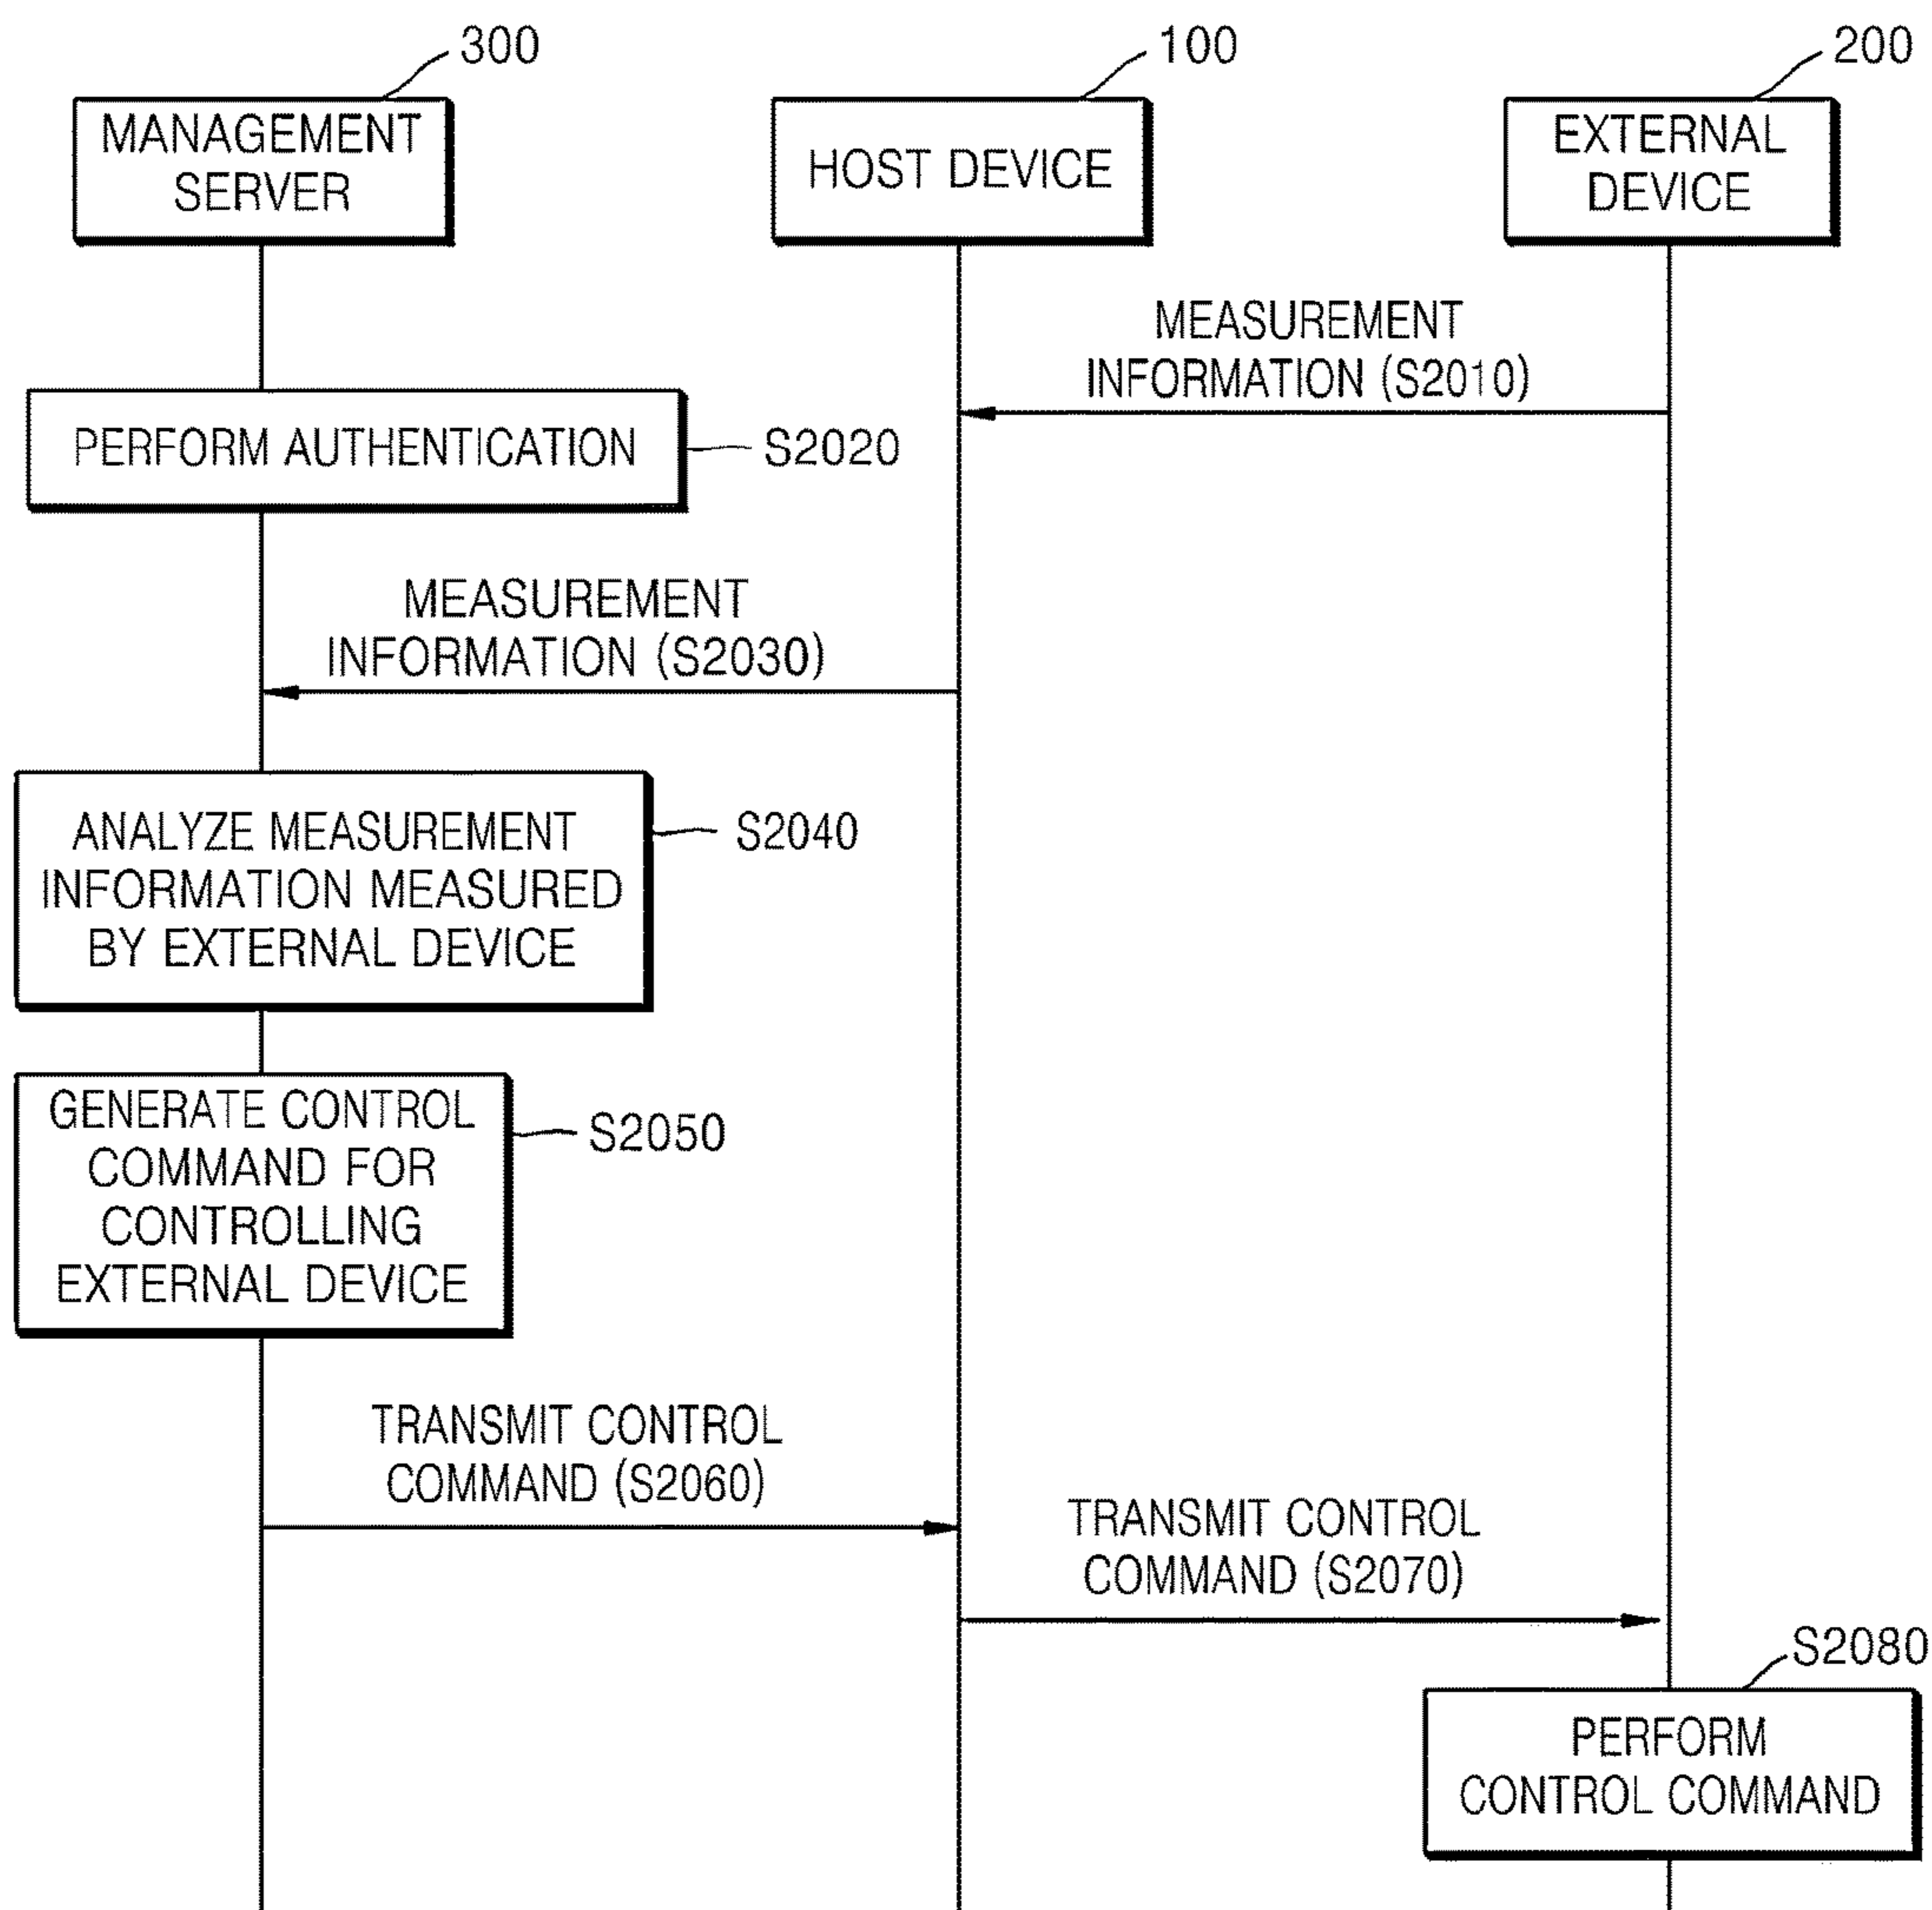 300
100
200
MANAGEMENT
SERVER
HOST DEVICE
EXTERNAL
DEVICE
MEASUREMENT
INFORMATION (S2010)
PERFORM AUTHENTICATION
S2020
MEASUREMENT
INFORMATION (S2030)
ANALYZE MEASUREMENT
INFORMATION MEASURED
BY EXTERNAL DEVICE
S2040
GENERATE CONTROL
COMMAND FOR
CONTROLLING
EXTERNAL DEVICE
S2050
TRANSMIT CONTROL
COMMAND (S2060)
TRANSMIT CONTROL
COMMAND (S2070)
S2080
PERFORM
CONTROL COMMAND